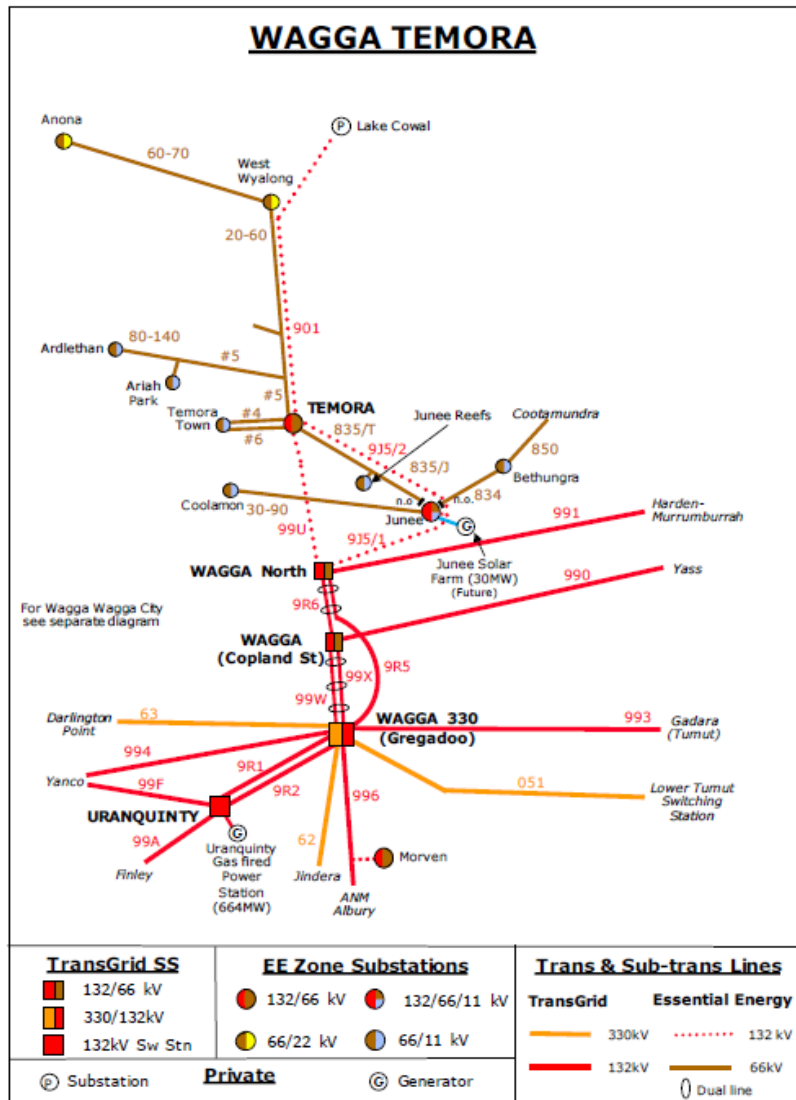 WAGGA TEMORA
Anona
60-70
P
Lake Cowal
West
Wyalong
20-60
901
80-140
Ardlethan
#5
Ariah
Park
#5
Temora
Town
#4
#6
TEMORA
Junee Reefs
Cootamundra
835/T
9J5/2
835/J
850
Bethungra
n.o
n.o.
834
Coolamon
30-90
Junee
G
99U
9J5/1
991
Harden-
Murrumburrah
Junee Solar
Farm (30MW)
(Future)
WAGGA North
990
Yass
For Wagga Wagga City
see separate diagram
9R6
WAGGA
(Copland St)
99X
9R5
99W
Darlington
Point
63
WAGGA 330
(Gregadoo)
993
Gadara
(Tumut)
994
9R1
Yanco
99F
9R2
996
051
Lower Tumut
Switching
Station
URANQUINTY
99A
G
62
Uranquinty
Gas fired
Power
Station
(664MW)
Finley
Jindera
Morven
ANM
Albury
TransGrid SS
132/66 kV
330/132kV
132kV Sw Stn
EE Zone Substations
132/66 kV
132/66/11 kV
66/22 kV
66/11 kV
Trans & Sub-trans Lines
TransGrid
Essential Energy
330kV
132 kV
132kV
66kV
Dual line
P
Substation
Private
G
Generator